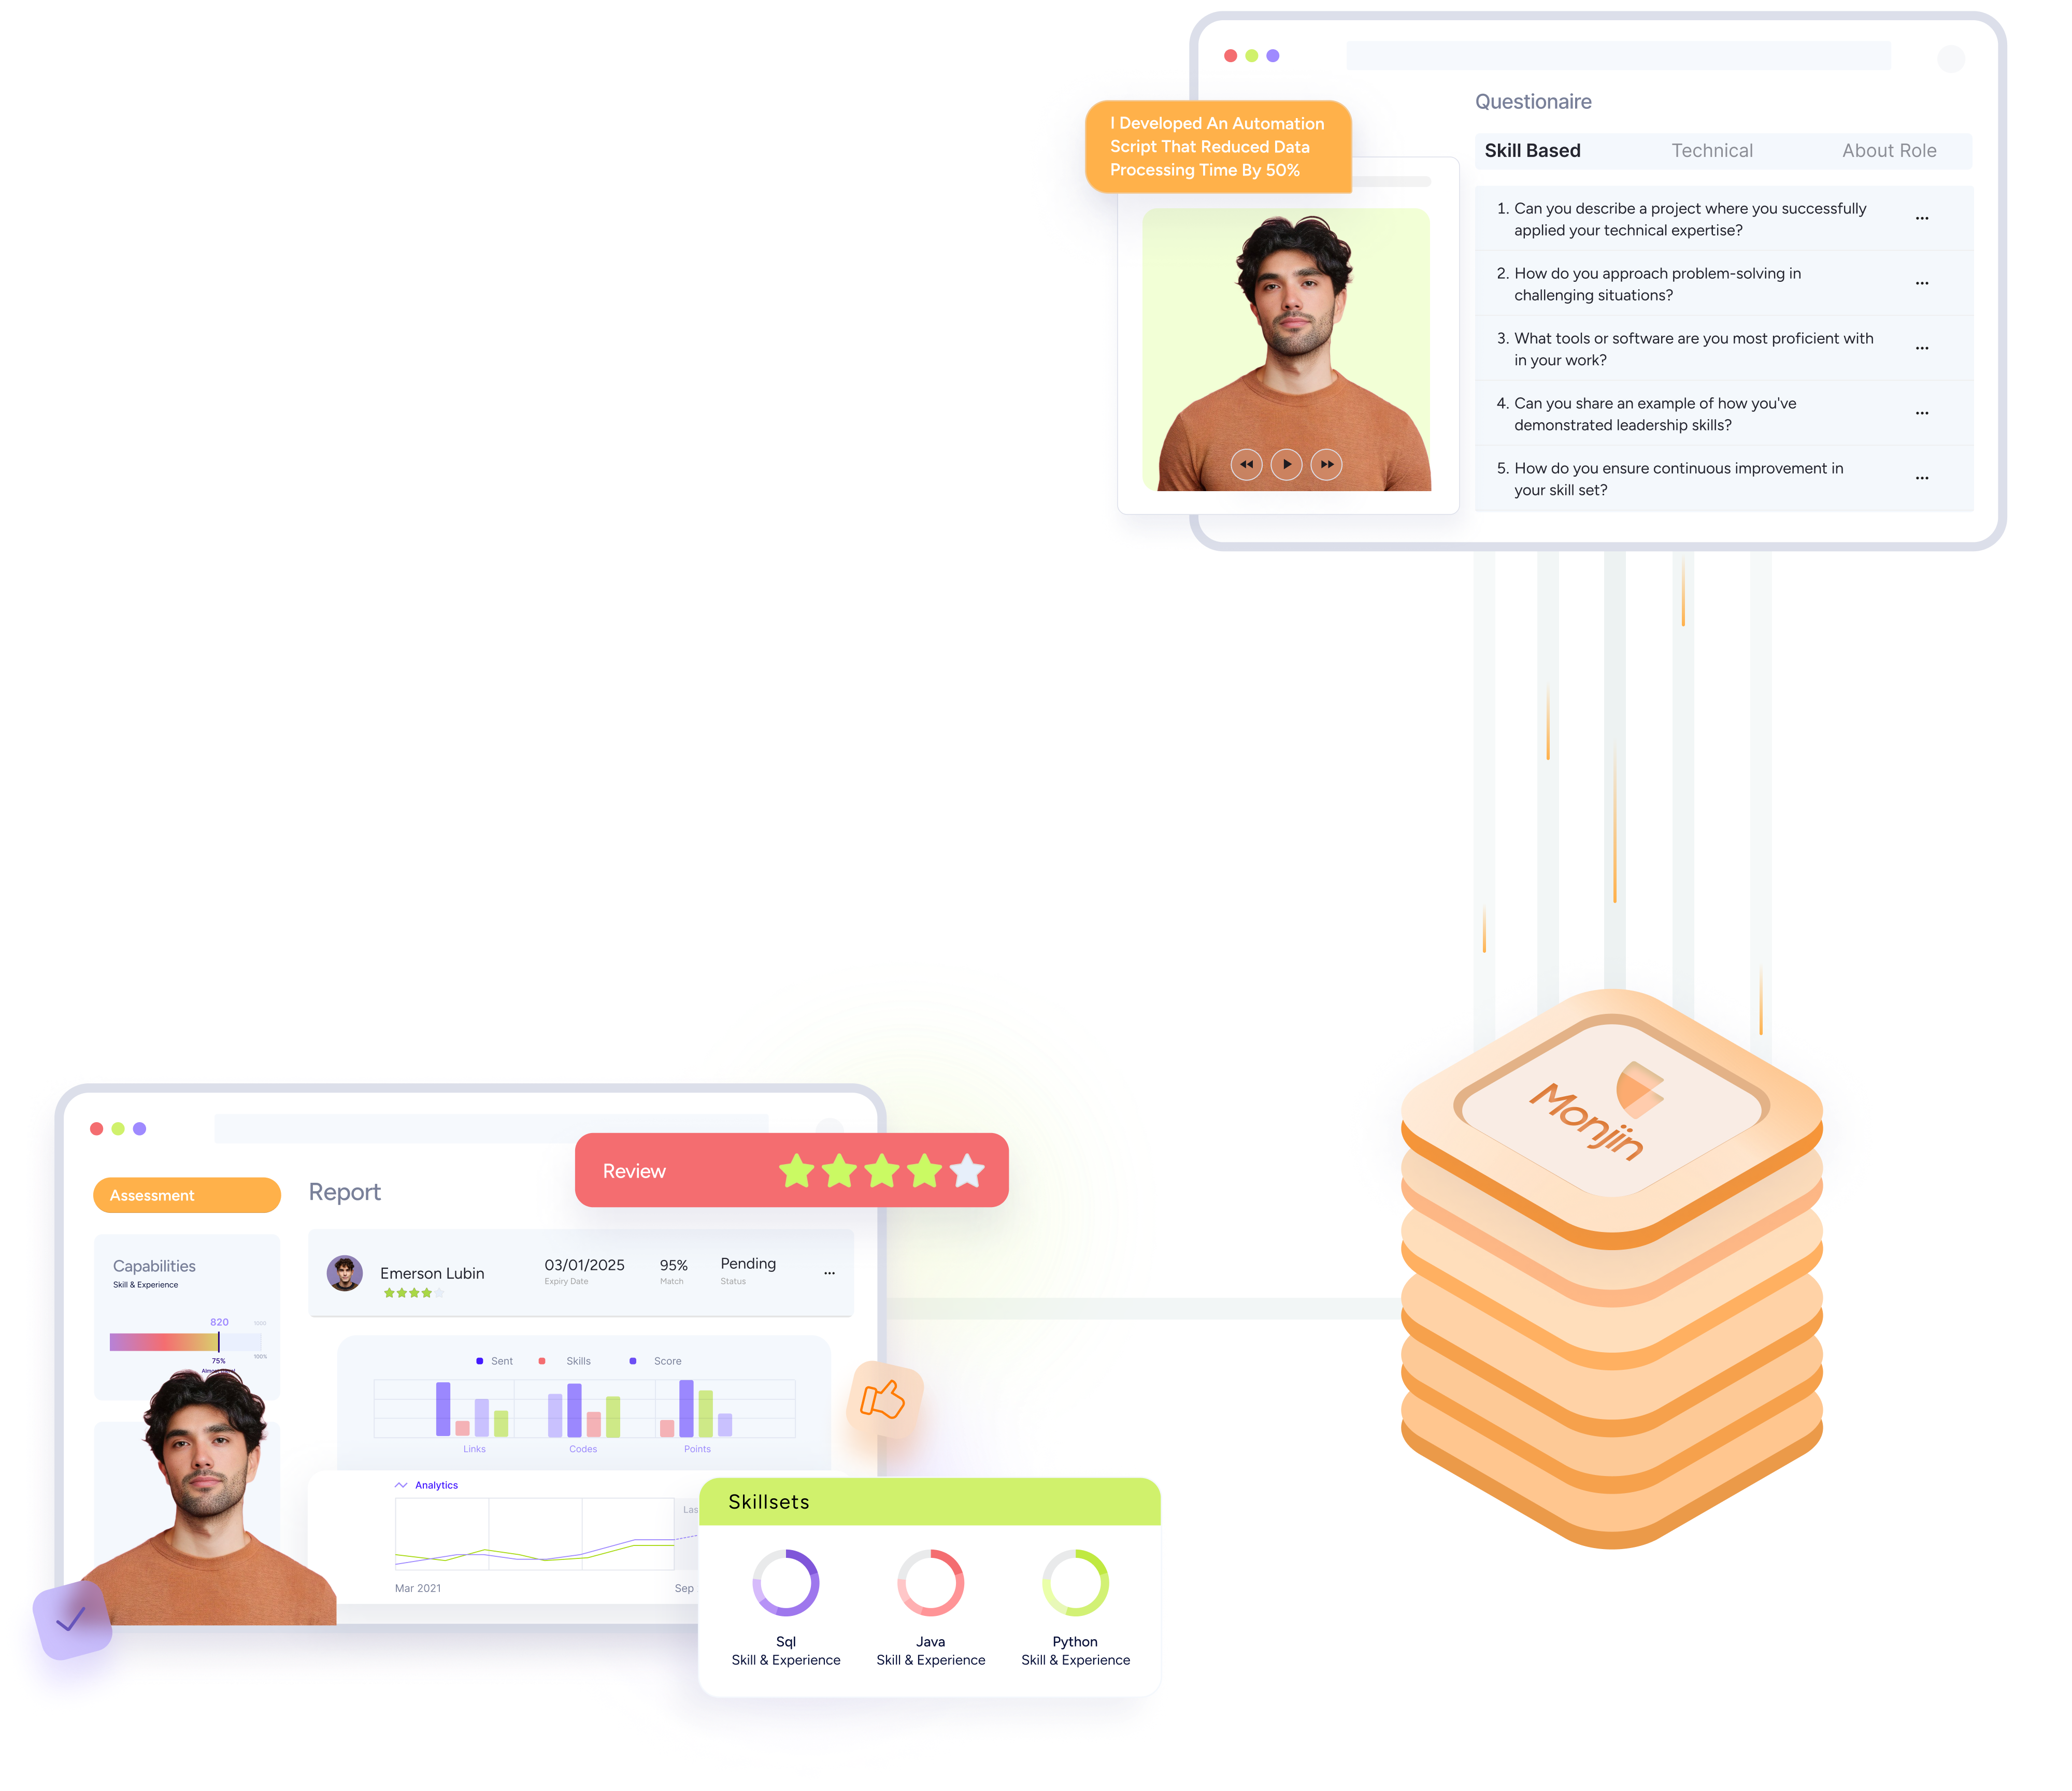 Questionaire
I Developed An Automation
Script That Reduced Data
Processing Time By 50%
Skill Based
Technical
About Role
1. Can you describe a project where you successfully
applied your technical expertise?
2. How do you approach problem-solving in
challenging situations?
3. What tools or software are you most proficient with
in your work?
4. Can you share an example of how you've
demonstrated leadership skills?
5. How do you ensure continuous improvement in
your skill set?
Monjin
Review
Assessment
Report
Capabilities
Skill & Experience
820
75%
100%
Emerson Lubin
03/01/2025
Expiry Date
95%
Match
Pending
Status
Sent
Skills
Score
Links
Codes
Points
Analytics
Las
Mar 2021
Sep
Skillsets
Sql
Skill & Experience
Java
Skill & Experience
Python
Skill & Experience